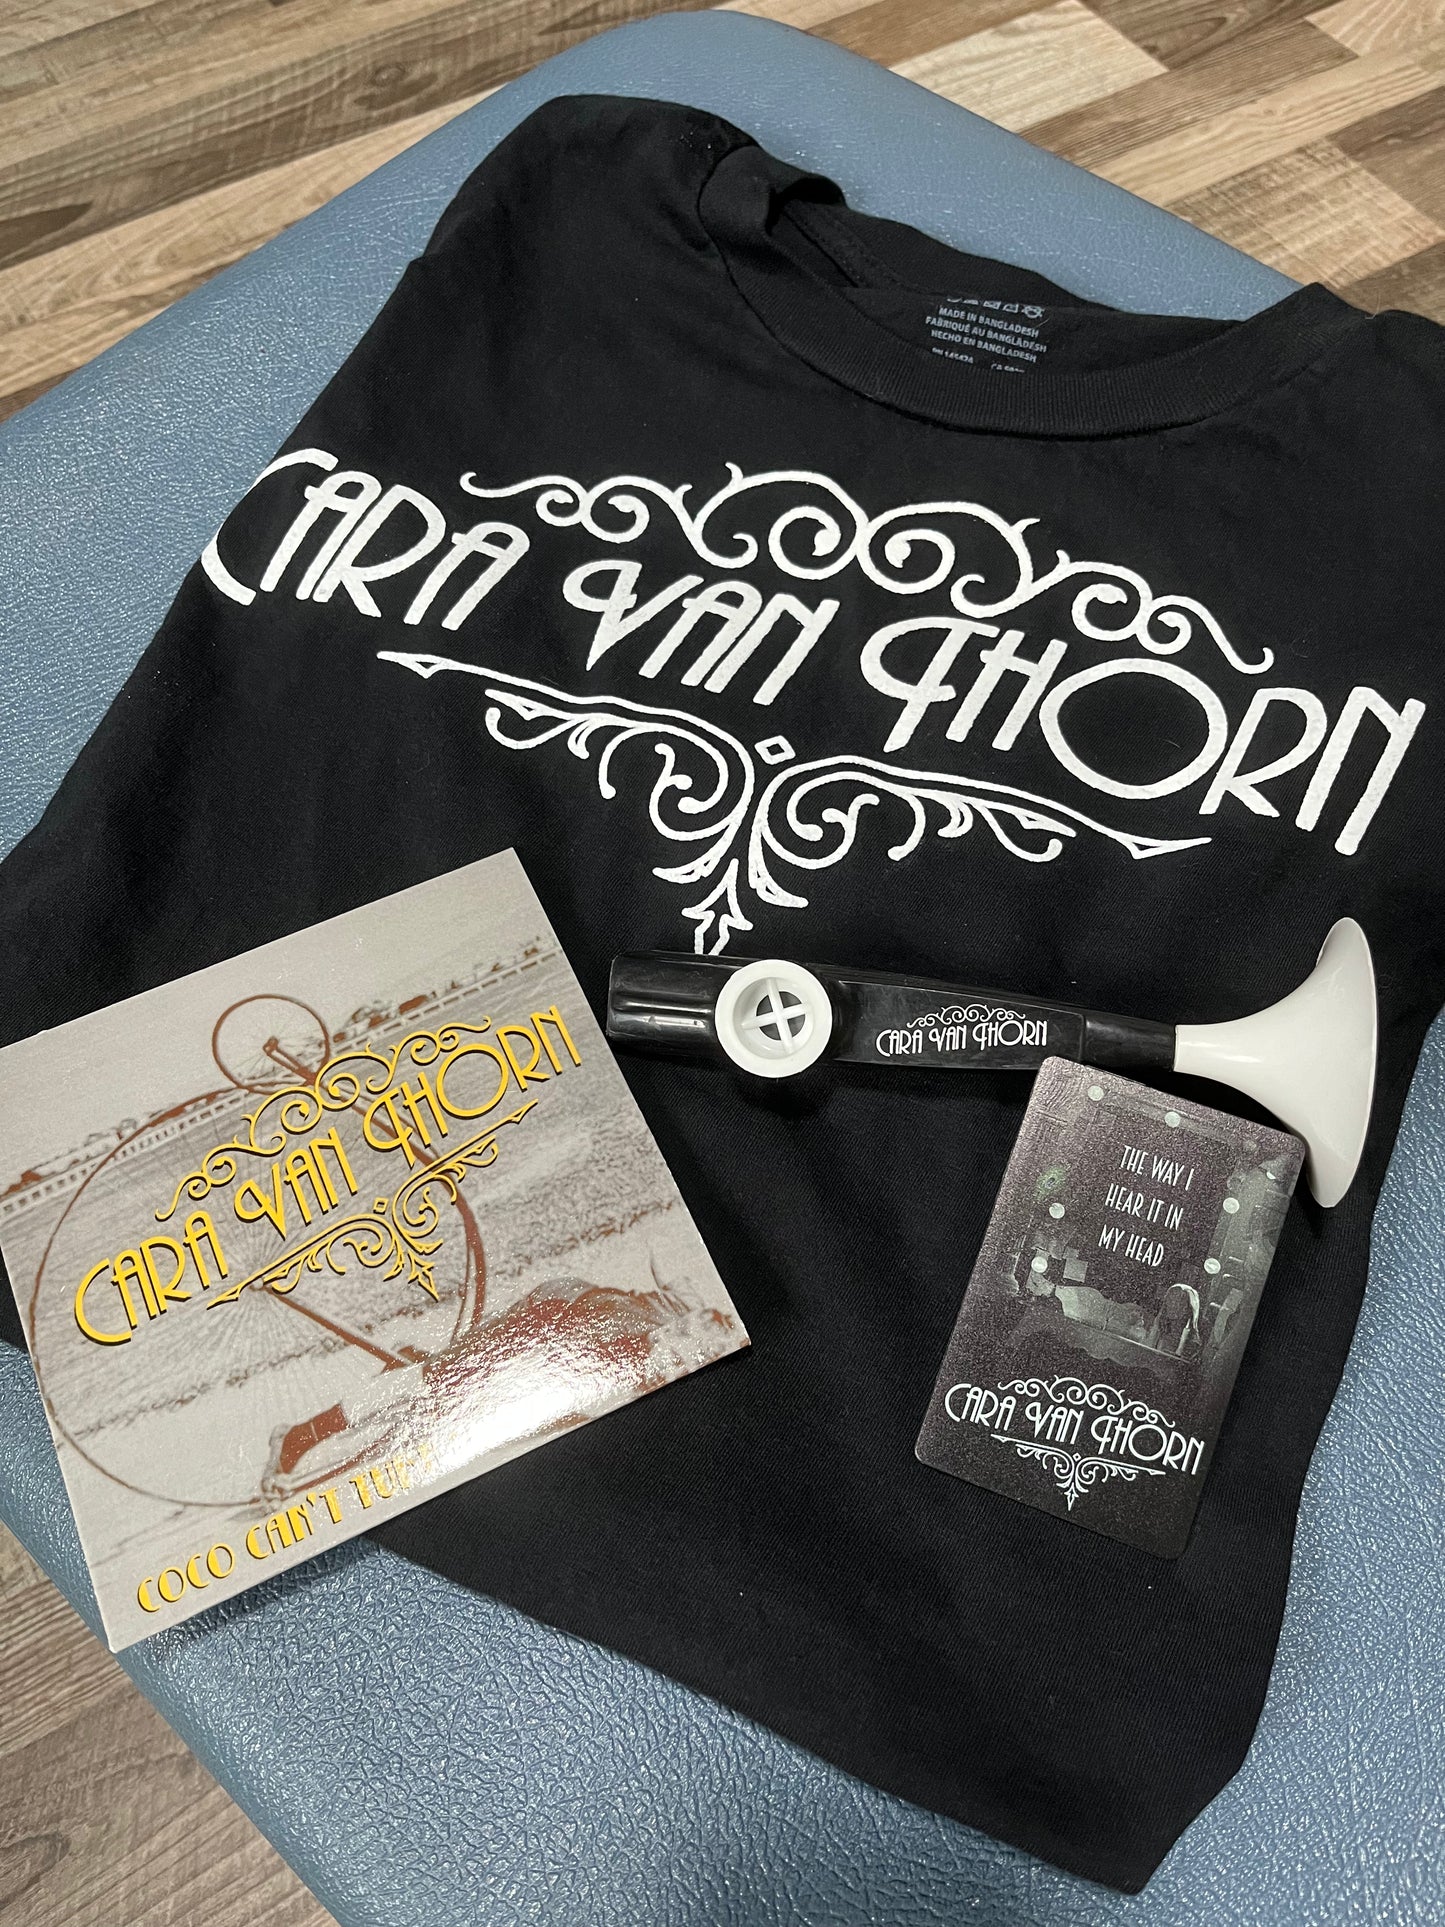 MADE IN BANGLADESH
FABRIQUÉ AU BANGLADESH
HECHO EN BANGLADESH
CARA VAN THORN
CARA VAN THORN
CARA VAN THORN
COCO CAN'T
THE WAY I
HEAR IT IN
MY HEAD
CARA VAN THORN